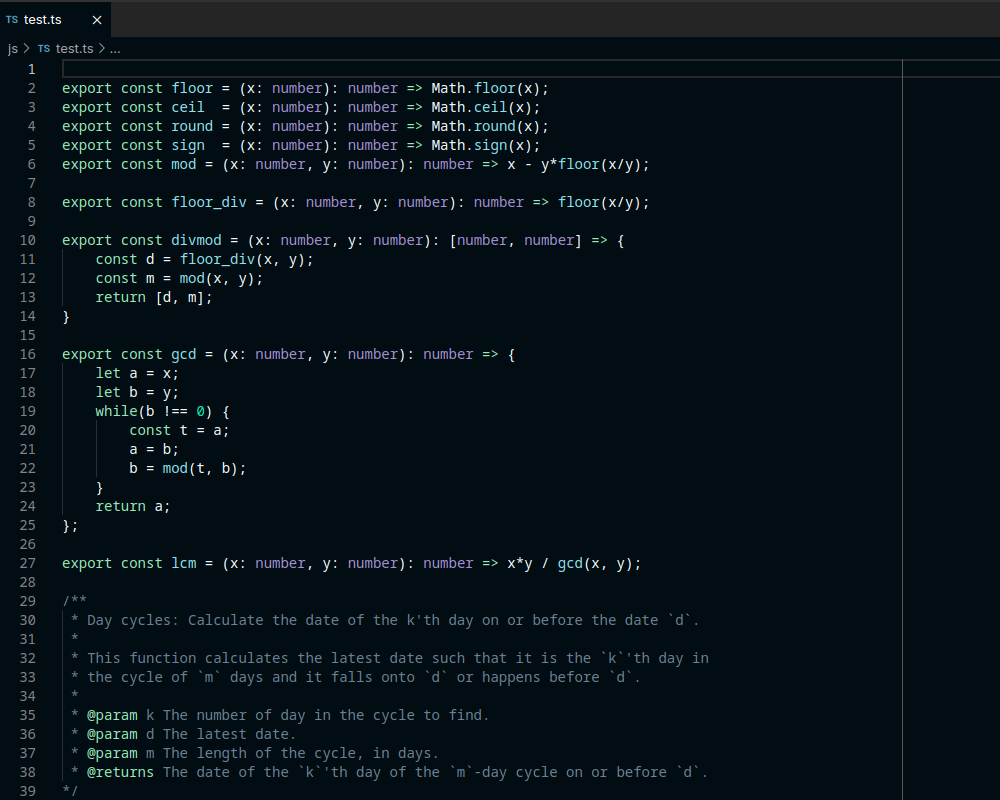 TS test.ts ×
js > TS test.ts > ...
1
2 export const floor = (x: number): number => Math.floor(x);
3 export const ceil  = (x: number): number => Math.ceil(x);
4 export const round = (x: number): number => Math.round(x);
5 export const sign  = (x: number): number => Math.sign(x);
6 export const mod = (x: number, y: number): number => x - y*floor(x/y);
7
8 export const floor_div = (x: number, y: number): number => floor(x/y);
9
10 export const divmod = (x: number, y: number): [number, number] => {
11     const d = floor_div(x, y);
12     const m = mod(x, y);
13     return [d, m];
14 }
15
16 export const gcd = (x: number, y: number): number => {
17     let a = x;
18     let b = y;
19     while(b !== 0) {
20         const t = a;
21         a = b;
22         b = mod(t, b);
23     }
24     return a;
25 };
26
27 export const lcm = (x: number, y: number): number => x*y / gcd(x, y);
28
29 /**
30  * Day cycles: Calculate the date of the k'th day on or before the date `d`.
31  *
32  * This function calculates the latest date such that it is the `k`'th day in
33  * the cycle of `m` days and it falls onto `d` or happens before `d`.
34  *
35  * @param k The number of day in the cycle to find.
36  * @param d The latest date.
37  * @param m The length of the cycle, in days.
38  * @returns The date of the `k`'th day of the `m`-day cycle on or before `d`.
39 */